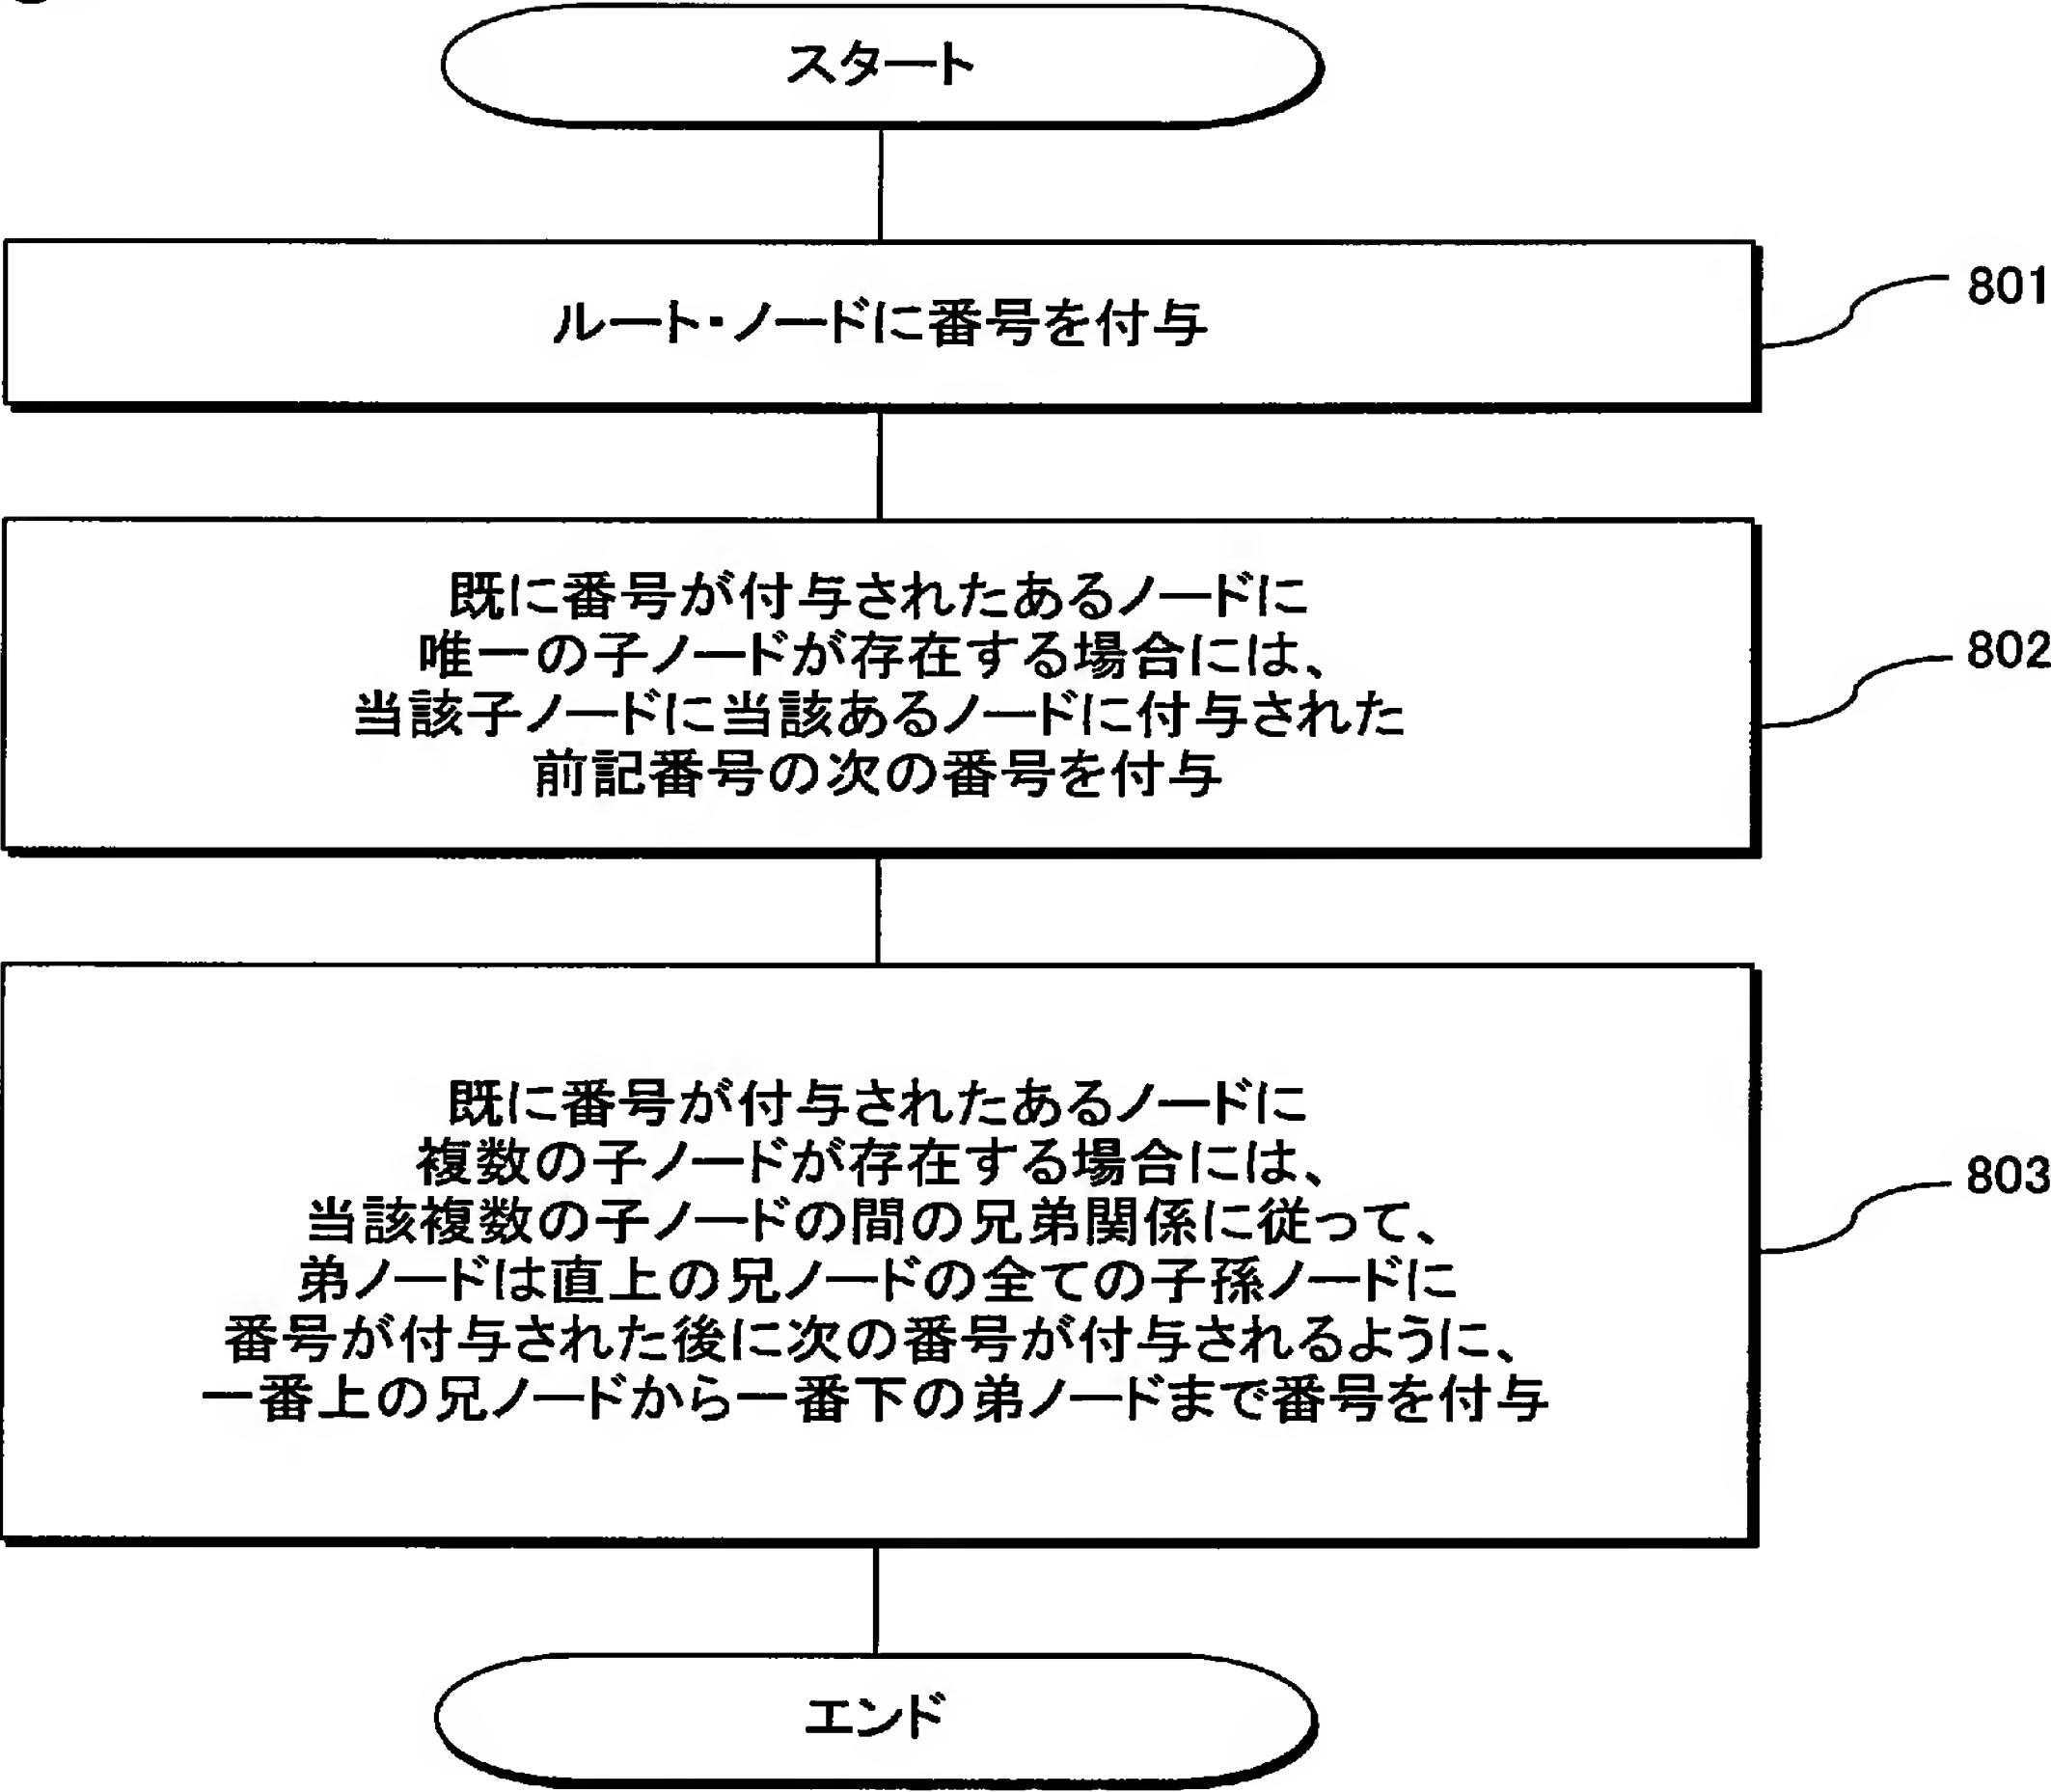 スタート
ルート・ノードに番号を付与
801
既に番号が付与されたあるノードに
唯一の子ノードが存在する場合には、
当該子ノードに当該あるノードに付与された
前記番号の次の番号を付与
802
既に番号が付与されたあるノードに
複数の子ノードが存在する場合には、
当該複数の子ノードの間の兄弟関係に従って、
弟ノードは直上の兄ノードの全ての子孫ノードに
番号が付与された後に次の番号が付与されるように、
一番上の兄ノードから一番下の弟ノードまで番号を付与
803
エンド